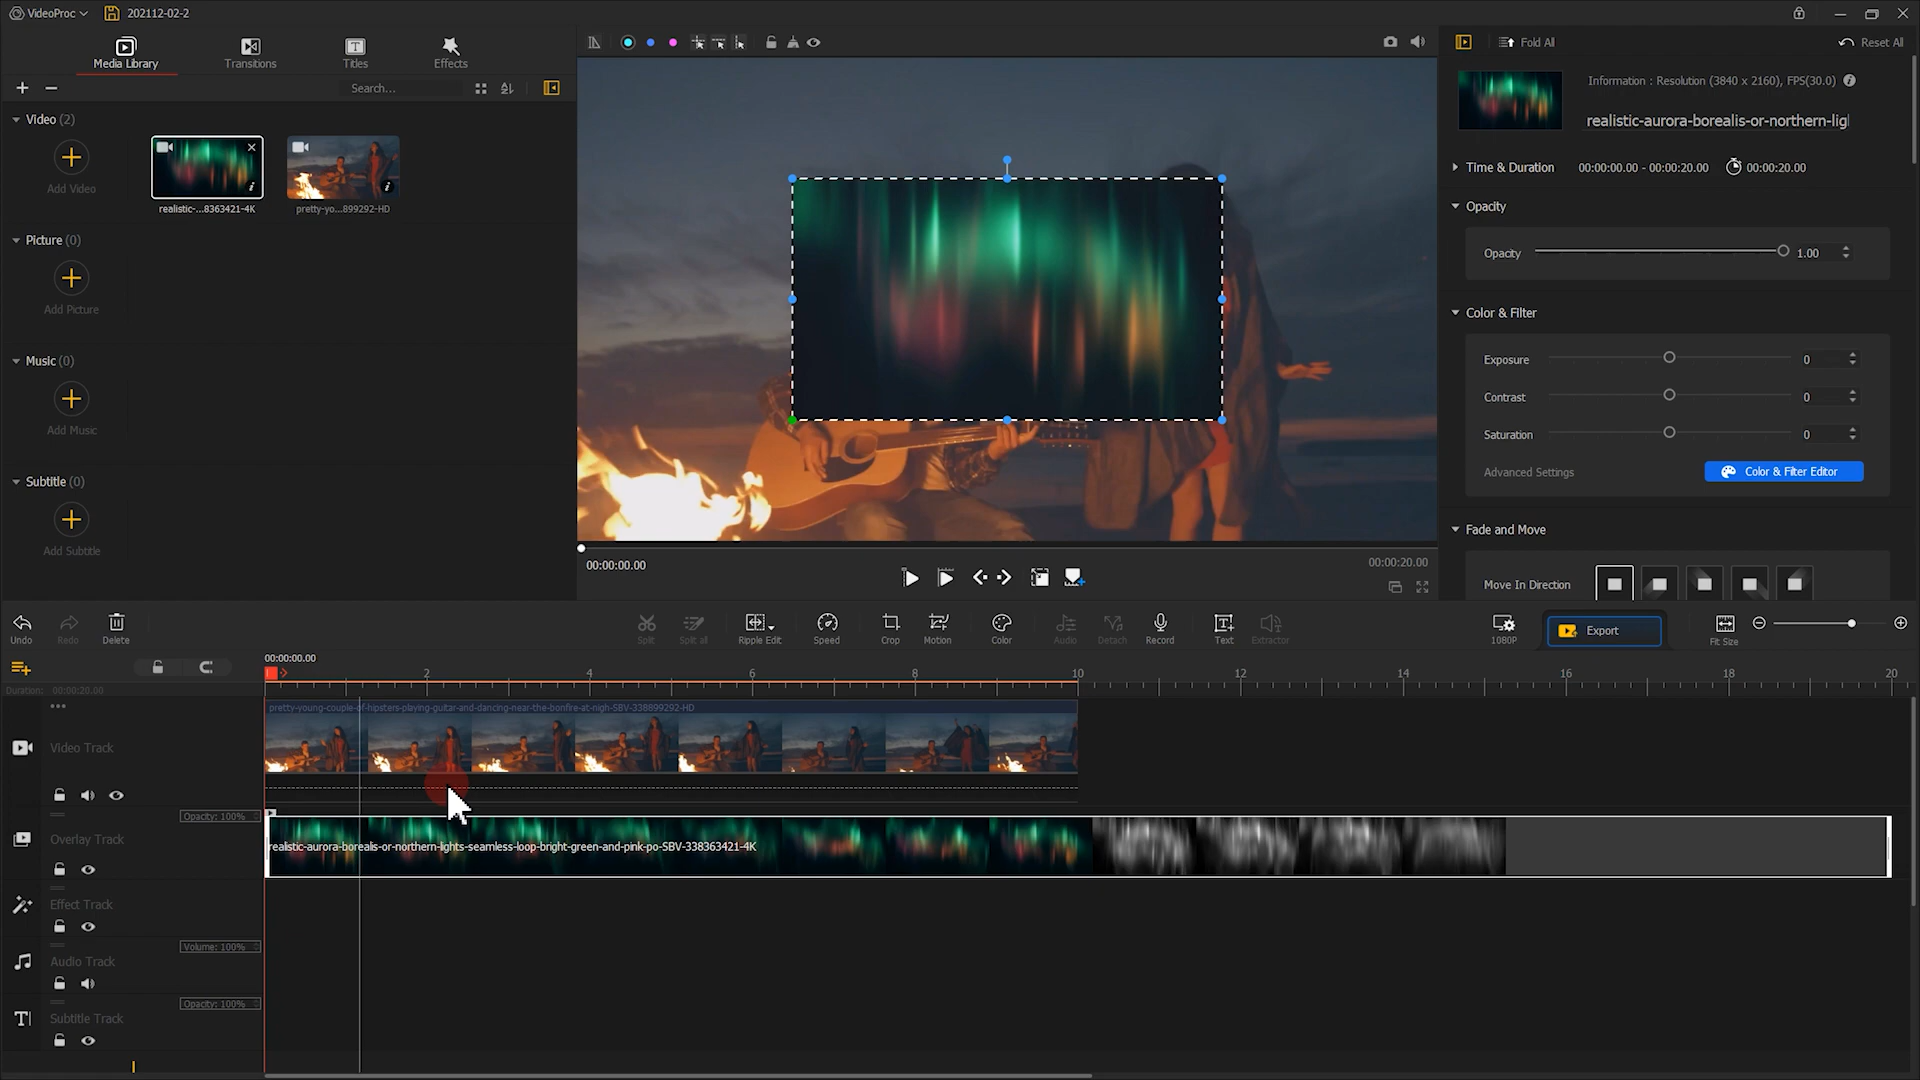 VideoProc
202112-02-2
Media Library
Transitions
Titles
Effects
Fold All
Reset All
Search...
Information : Resolution (3840 x 2160), FPS(30.0)
realistic-aurora-borealis-or-northern-lig
Video (2)
Add Video
realistic-...8363421-4K
pretty-yo...899292-HD
Time & Duration
00:00:00.00 - 00:00:20.00
00:00:20.00
Opacity
Opacity
1.00
Picture (0)
Add Picture
Color & Filter
Exposure
0
Contrast
0
Saturation
0
Advanced Settings
Color & Filter Editor
Music (0)
Add Music
Subtitle (0)
Add Subtitle
Fade and Move
Move In Direction
00:00:00.00
00:00:20.00
Undo
Redo
Delete
Split
Split all
Ripple Edit
Speed
Crop
Motion
Color
Audio
Detach
Record
Text
Extractor
1080P
Export
Fit Size
00:00:00.00
2
4
6
8
10
12
14
16
18
20
Duration: 00:00:20.00
pretty-young-couple-of-hipsters-playing-guitar-and-dancing-near-the-bonfire-at-nigh-SBV-338899292-HD
Video Track
Opacity: 100%
Overlay Track
realistic-aurora-borealis-or-northern-lights-seamless-loop-bright-green-and-pink-po-SBV-338363421-4K
Effect Track
Volume: 100%
Audio Track
Opacity: 100%
Subtitle Track